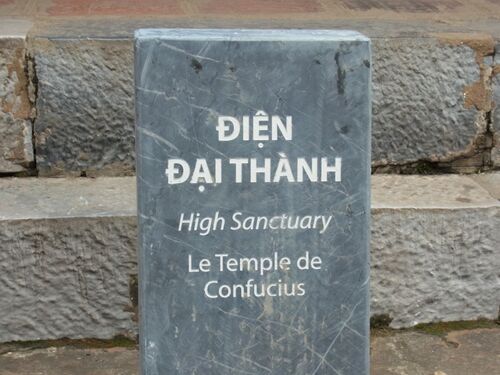 ĐIỆN
ĐẠI THÀNH
High Sanctuary
Le Temple de
Confucius